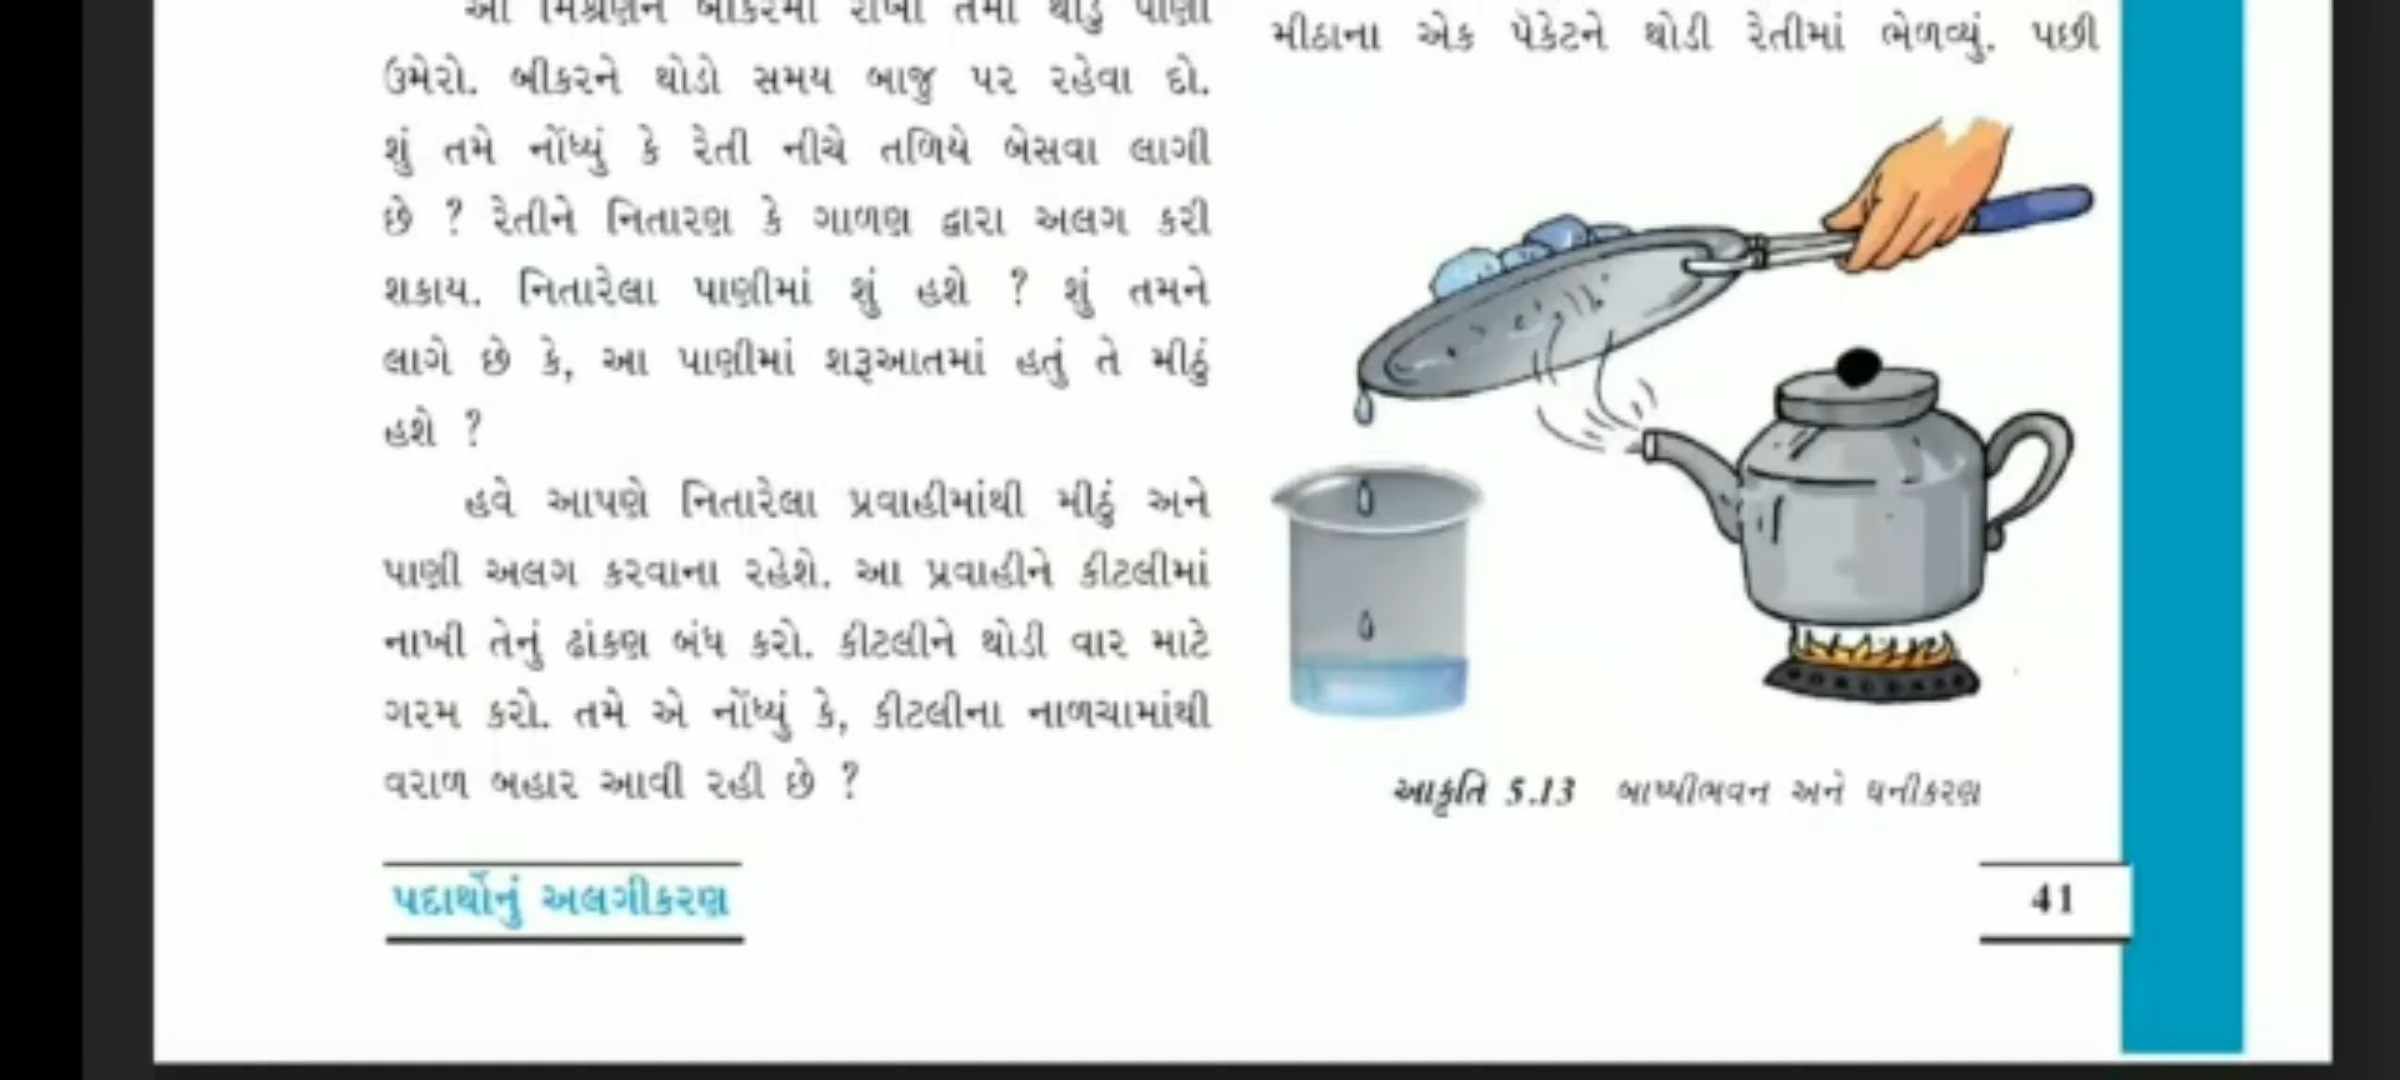 આ મિશ્રણને બીકરમાં રાખી તેમાં થોડું પાણી
ઉમેરો. બીકરને થોડો સમય બાજુ પર રહેવા દો.
શું તમે નોંધ્યું કે રેતી નીચે તળિયે બેસવા લાગી
છે ? રેતીને નિતારણ કે ગાળણ દ્વારા અલગ કરી
શકાય. નિતારેલા પાણીમાં શું હશે ? શું તમને
લાગે છે કે, આ પાણીમાં શરૂઆતમાં હતું તે મીઠું
હશે ?
હવે આપણે નિતારેલા પ્રવાહીમાંથી મીઠું અને
પાણી અલગ કરવાના રહેશે. આ પ્રવાહીને કીટલીમાં
નાખી તેનું ઢાંકણ બંધ કરો. કીટલીને થોડી વાર માટે
ગરમ કરો. તમે એ નોંધ્યું કે, કીટલીના નાળચામાંથી
વરાળ બહાર આવી રહી છે ?
મીઠાના એક પૅકેટને થોડી રેતીમાં ભેળવ્યું. પછી
આકૃતિ 5.13 બાષ્પીભવન અને ઘનીકરણ
પદાર્થોનું અલગીકરણ
41